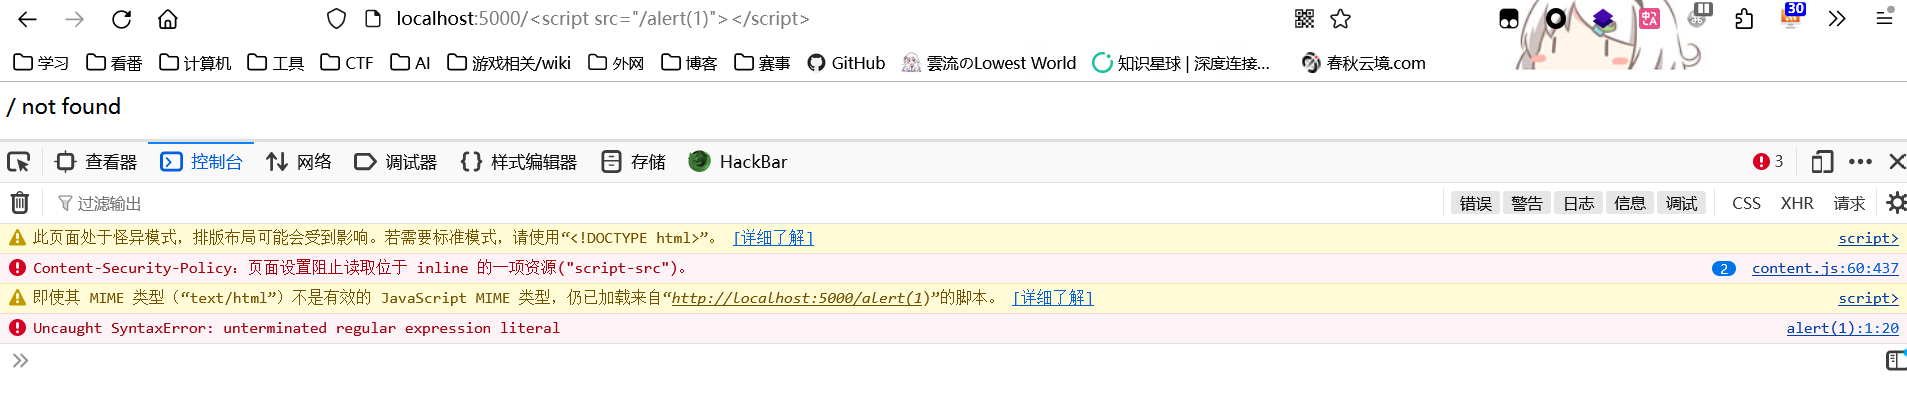 localhost:5000/<script src="/alert(1)"></script>
30
学习 看番 计算机 工具 CTF AI 游戏相关/wiki 外网 博客 赛事 GitHub 雲流のLowest World 知识星球 | 深度连接... 春秋云境.com
/ not found
查看器 控制台 网络 调试器 样式编辑器 存储 HackBar 3
过滤输出 错误 警告 日志 信息 调试 CSS XHR 请求
此页面处于怪异模式，排版布局可能会受到影响。若需要标准模式，请使用“<!DOCTYPE html>”。 [详细了解] script>
Content-Security-Policy：页面设置阻止读取位于 inline 的一项资源("script-src")。 2 content.js:60:437
即使其 MIME 类型（“text/html”）不是有效的 JavaScript MIME 类型，仍已加载来自“http://localhost:5000/alert(1)”的脚本。 [详细了解] script>
Uncaught SyntaxError: unterminated regular expression literal alert(1):1:20